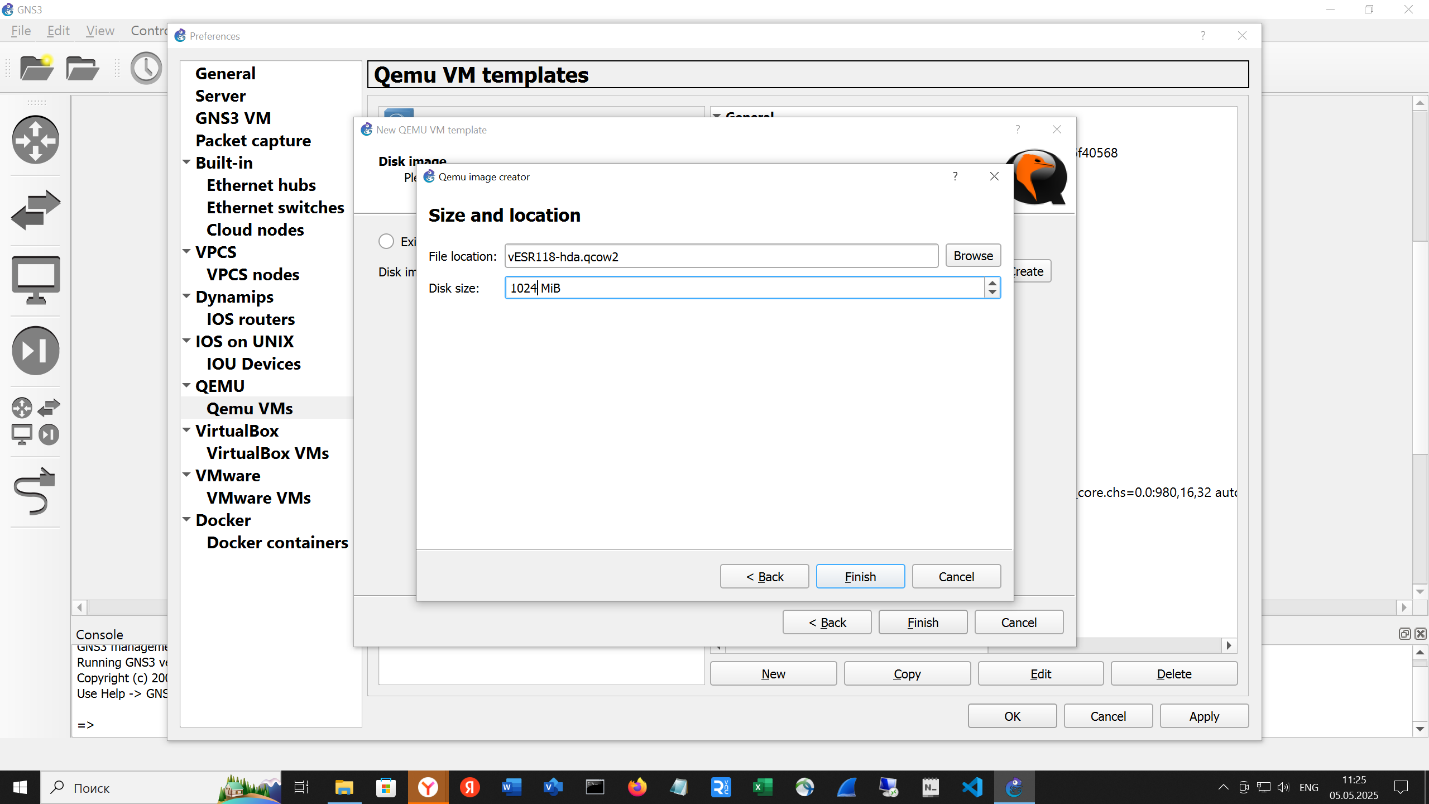 GNS3
File Edit View Contro
Preferences
General
Server
GNS3 VM
Packet capture
Built-in
Ethernet hubs
Ethernet switches
Cloud nodes
VPCS
VPCS nodes
Dynamips
IOS routers
IOS on UNIX
IOU Devices
QEMU
Qemu VMs
VirtualBox
VirtualBox VMs
VMware
VMware VMs
Docker
Docker containers
Qemu VM templates
General
f40568
_core.chs=0.0:980,16,32 auto
New QEMU VM template
Disk image
Ple
Exi
Disk im
Create
Qemu image creator
Size and location
File location: vESR118-hda.qcow2 Browse
Disk size: 1024 MiB
< Back Finish Cancel
< Back Finish Cancel
New Copy Edit Delete
OK Cancel Apply
Console
GNS3 manageme
Running GNS3 ve
Copyright (c) 200
Use Help -> GNS
=>
Поиск
ENG
11:25
05.05.2025